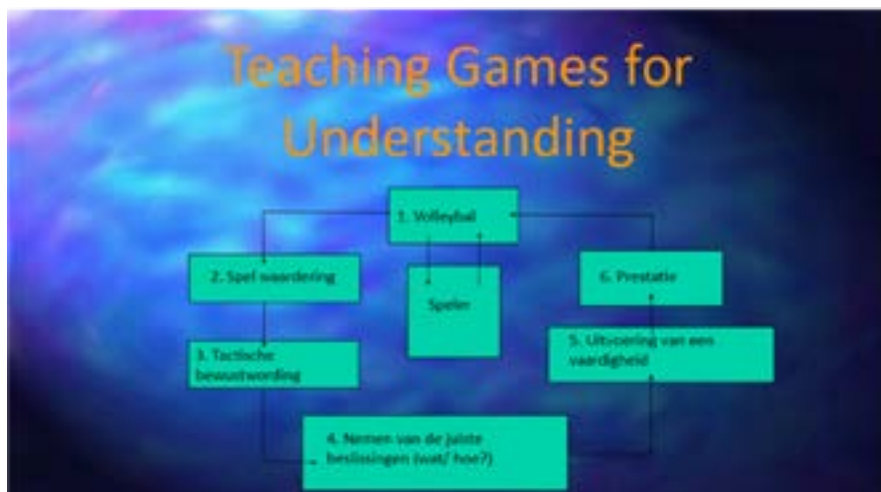 Teaching Games for
Understanding
1. Volleybal
2. Spel waardering
Speler
6. Prestatie
3. Tactische
bewustwording
5. Uitvoering van een
vaardigheid
4. Nemen van de juiste
beslissingen (wat/ hoe?)